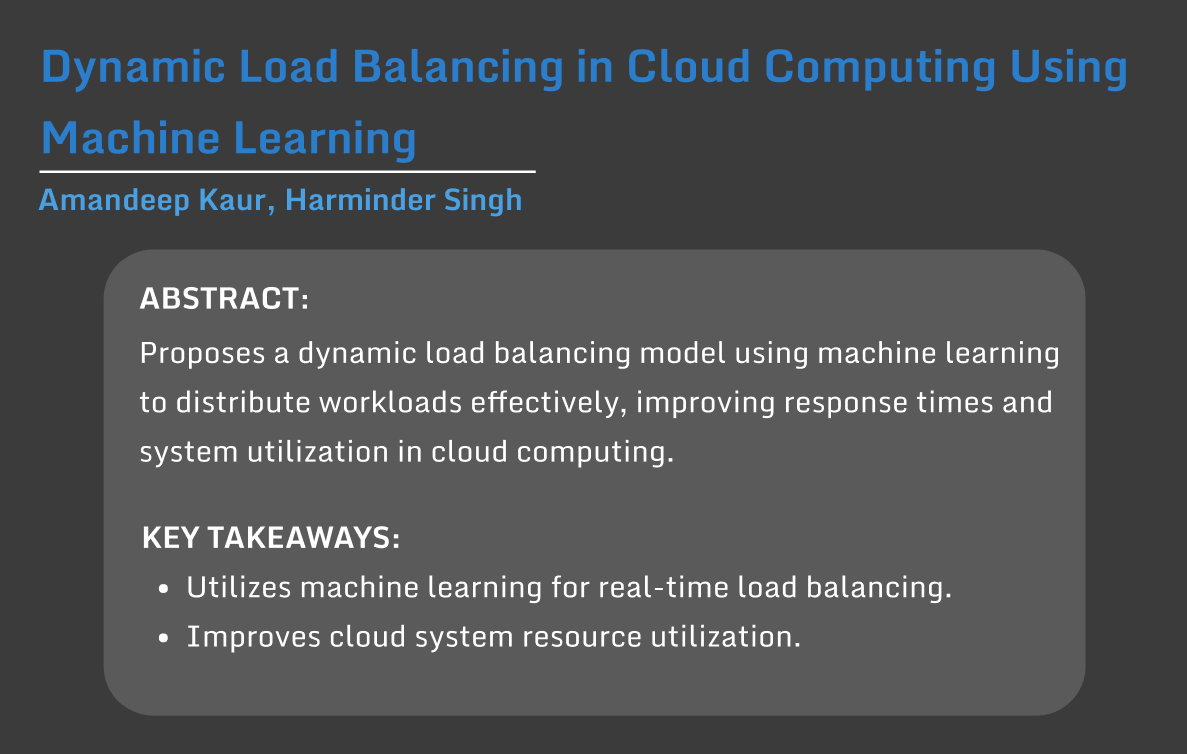 Dynamic Load Balancing in Cloud Computing Using
Machine Learning
Amandeep Kaur, Harminder Singh
ABSTRACT:
Proposes a dynamic load balancing model using machine learning
to distribute workloads effectively, improving response times and
system utilization in cloud computing.
KEY TAKEAWAYS:
• Utilizes machine learning for real-time load balancing.
• Improves cloud system resource utilization.